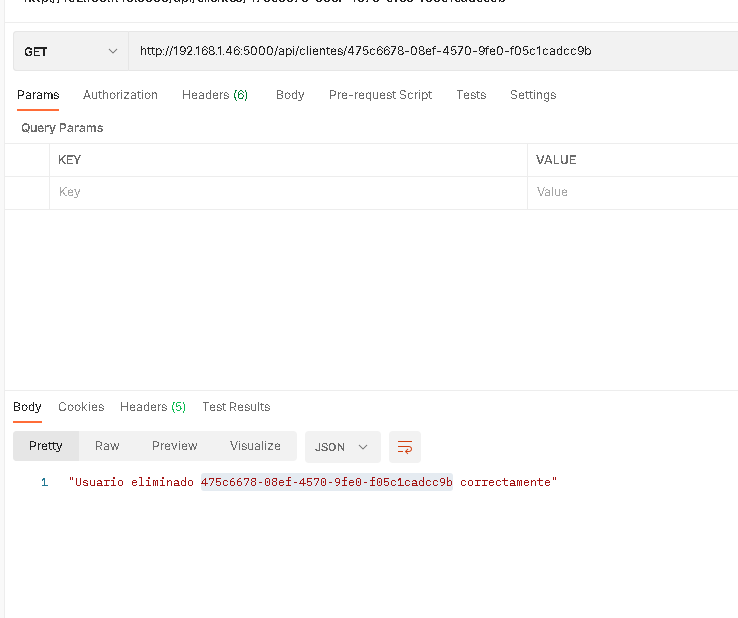 GET http://192.168.1.46:5000/api/clientes/475c6678-08ef-4570-9fe0-f05c1cadcc9b
Params Authorization Headers (6) Body Pre-request Script Tests Settings
Query Params
KEY VALUE
Key Value
Body Cookies Headers (5) Test Results
Pretty Raw Preview Visualize JSON
1 "Usuario eliminado 475c6678-08ef-4570-9fe0-f05c1cadcc9b correctamente"